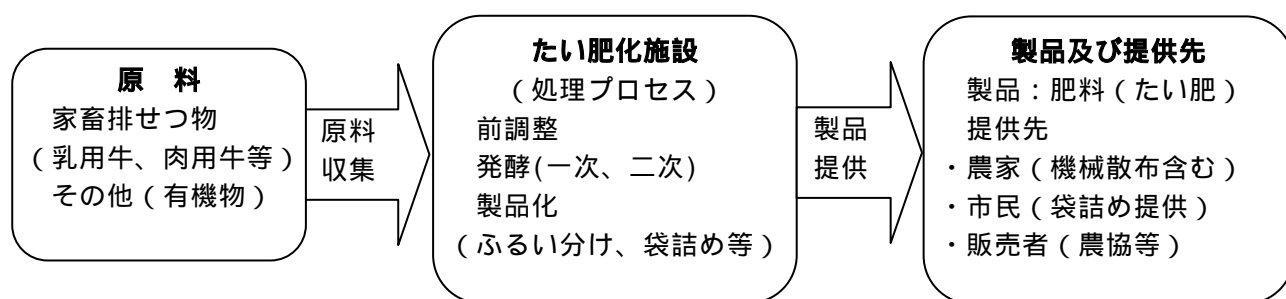 原　料
家畜排せつ物
（乳用牛、肉用牛等）
その他（有機物）
原料
収集
たい肥化施設
（処理プロセス）
前調整
発酵(一次、二次)
製品化
（ふるい分け、袋詰め等）
製品
提供
製品及び提供先
製品：肥料（たい肥）
提供先
・農家（機械散布含む）
・市民（袋詰め提供）
・販売者（農協等）